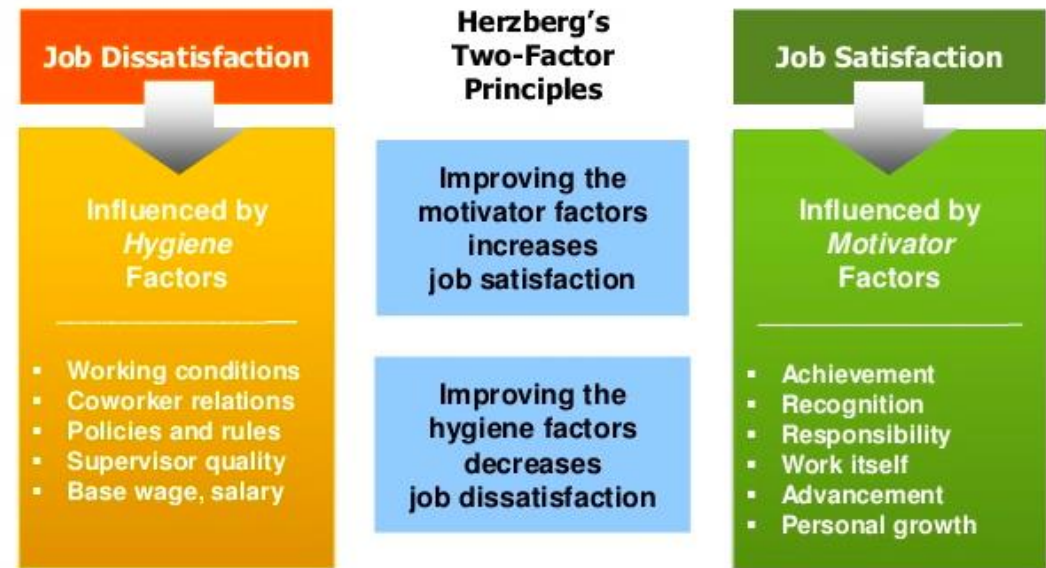 Job Dissatisfaction
Influenced by
Hygiene
Factors
▪ Working conditions
▪ Coworker relations
▪ Policies and rules
▪ Supervisor quality
▪ Base wage, salary
Herzberg's
Two-Factor
Principles
Improving the
motivator factors
increases
job satisfaction
Improving the
hygiene factors
decreases
job dissatisfaction
Job Satisfaction
Influenced by
Motivator
Factors
▪ Achievement
▪ Recognition
▪ Responsibility
▪ Work itself
▪ Advancement
▪ Personal growth